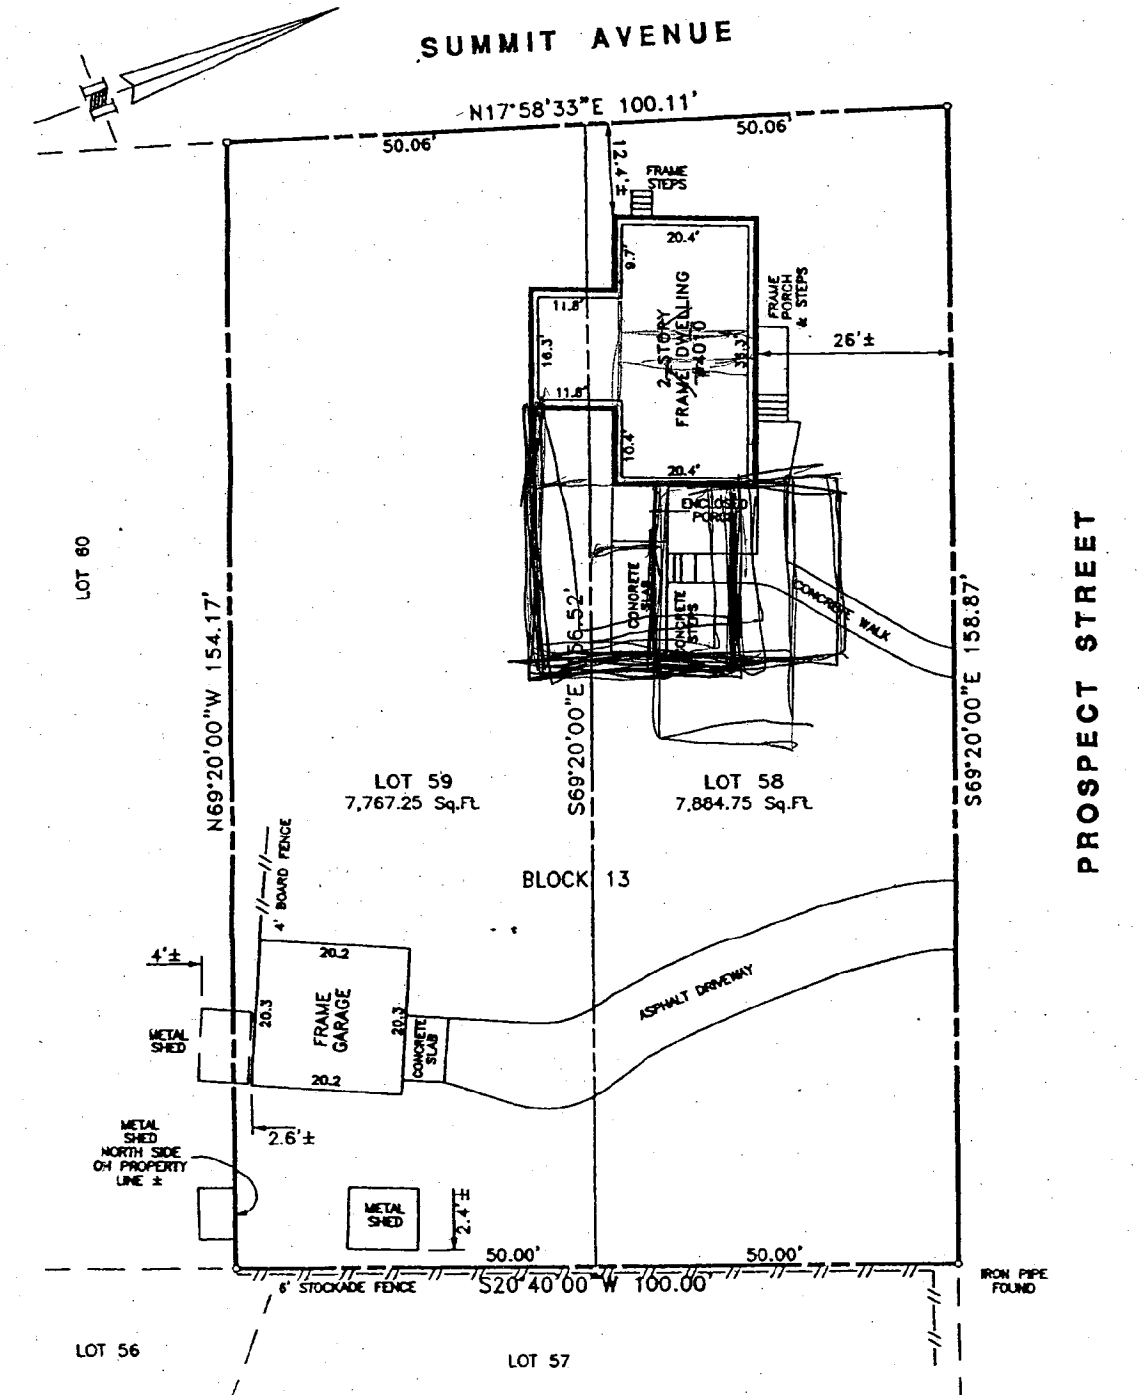 SUMMIT AVENUE
N17°58'33"E 100.11'
50.06'
50.06'
12.4'±
FRAME
STEPS
20.4'
9.7'
11.8'
16.3'
11.8'
2-STORY
FRAME DWELLING
#4010
FRAME
PORCH
& STEPS
26'±
10.4'
20.4'
ENCLOSED
PORCH
CONCRETE
SLAB
CONCRETE
STEPS
CONCRETE WALK
LOT 60
N69°20'00"W 154.17'
S69°20'00"E 156.52'
S69°20'00"E 158.87'
PROSPECT STREET
LOT 59
7,767.25 Sq.Ft.
LOT 58
7,884.75 Sq.Ft.
BLOCK 13
4' BOARD FENCE
4'±
20.2
20.3
FRAME
GARAGE
20.3
20.2
CONCRETE
SLAB
METAL
SHED
ASPHALT DRIVEWAY
2.6'±
METAL
SHED
NORTH SIDE
ON PROPERTY
LINE ±
METAL
SHED
2.4'±
50.00'
50.00'
6' STOCKADE FENCE
S20°40'00"W 100.00'
IRON PIPE
FOUND
LOT 56
LOT 57